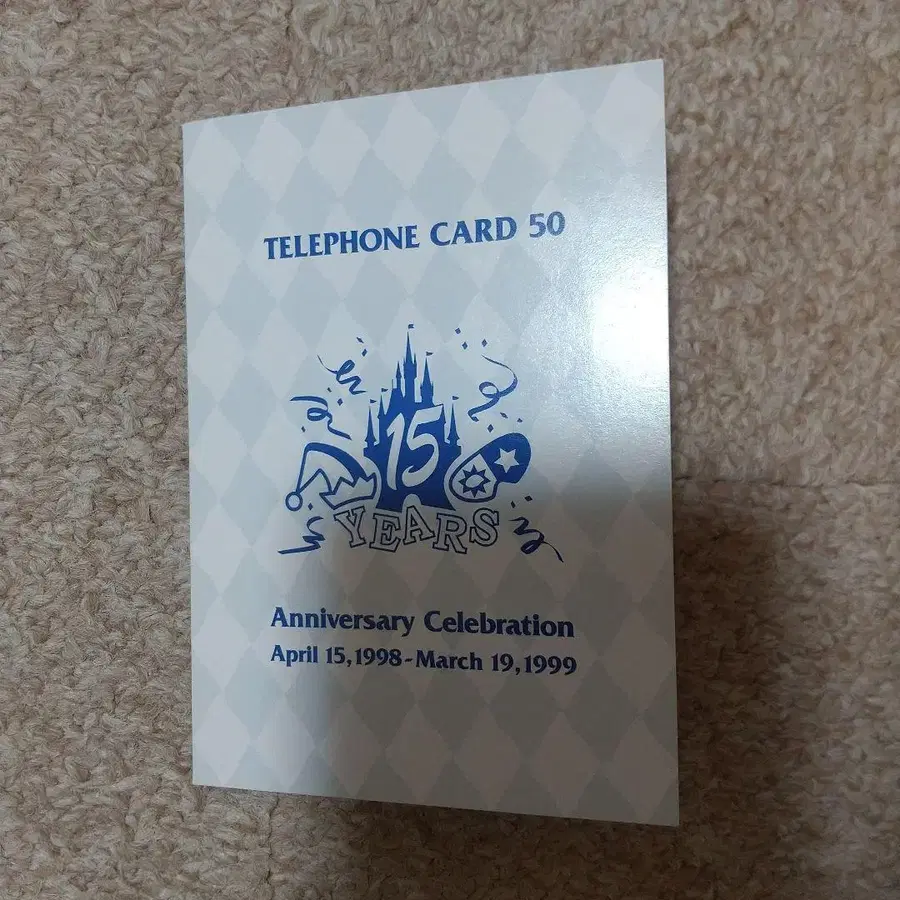 TELEPHONE CARD 50
15
YEARS
Anniversary Celebration
April 15,1998-March 19,1999